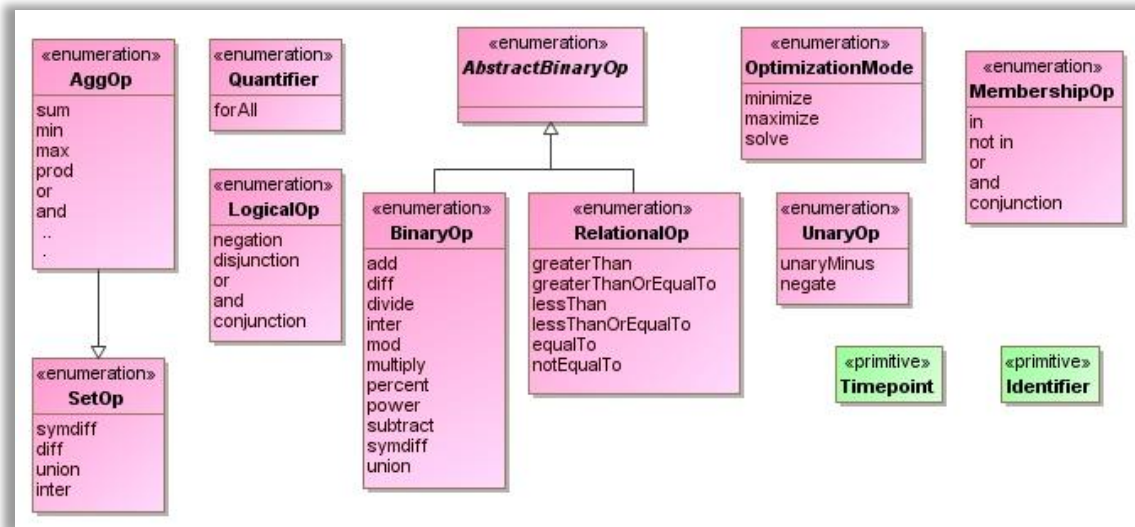 «enumeration»
AggOp
sum
min
max
prod
or
and
..
.
«enumeration»
Quantifier
forAll
«enumeration»
AbstractBinaryOp
«enumeration»
OptimizationMode
minimize
maximize
solve
«enumeration»
MembershipOp
in
not in
or
and
conjunction
«enumeration»
LogicalOp
negation
disjunction
or
and
conjunction
«enumeration»
BinaryOp
add
diff
divide
inter
mod
multiply
percent
power
subtract
symdiff
union
«enumeration»
RelationalOp
greaterThan
greaterThanOrEqualTo
lessThan
lessThanOrEqualTo
equalTo
notEqualTo
«enumeration»
UnaryOp
unaryMinus
negate
«enumeration»
SetOp
symdiff
diff
union
inter
«primitive»
Timepoint
«primitive»
Identifier